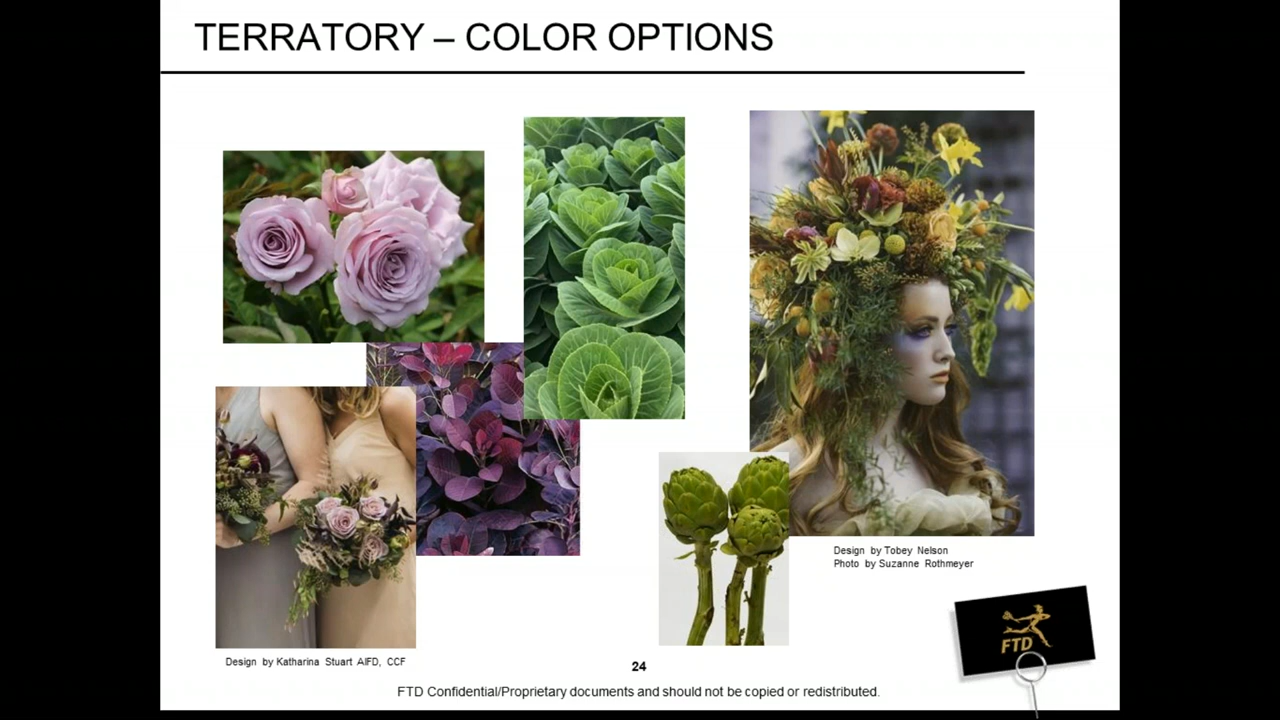 TERRATORY – COLOR OPTIONS
Design by Tobey Nelson
Photo by Suzanne Rothmeyer
FTD
Design by Katharina Stuart AIFD, CCF
24
FTD Confidential/Proprietary documents and should not be copied or redistributed.